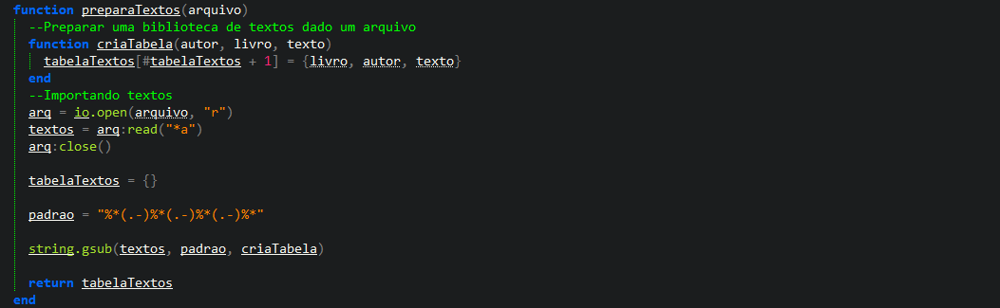 function preparaTextos(arquivo)
--Preparar uma biblioteca de textos dado um arquivo
function criaTabela(autor, livro, texto)
tabelaTextos[#tabelaTextos + 1] = {livro, autor, texto}
end
--Importando textos
arq = io.open(arquivo, "r")
textos = arq:read("*a")
arq:close()
tabelaTextos = {}
padrao = "%*(.-)%*(.-)%*(.-)%*"
string.gsub(textos, padrao, criaTabela)
return tabelaTextos
end